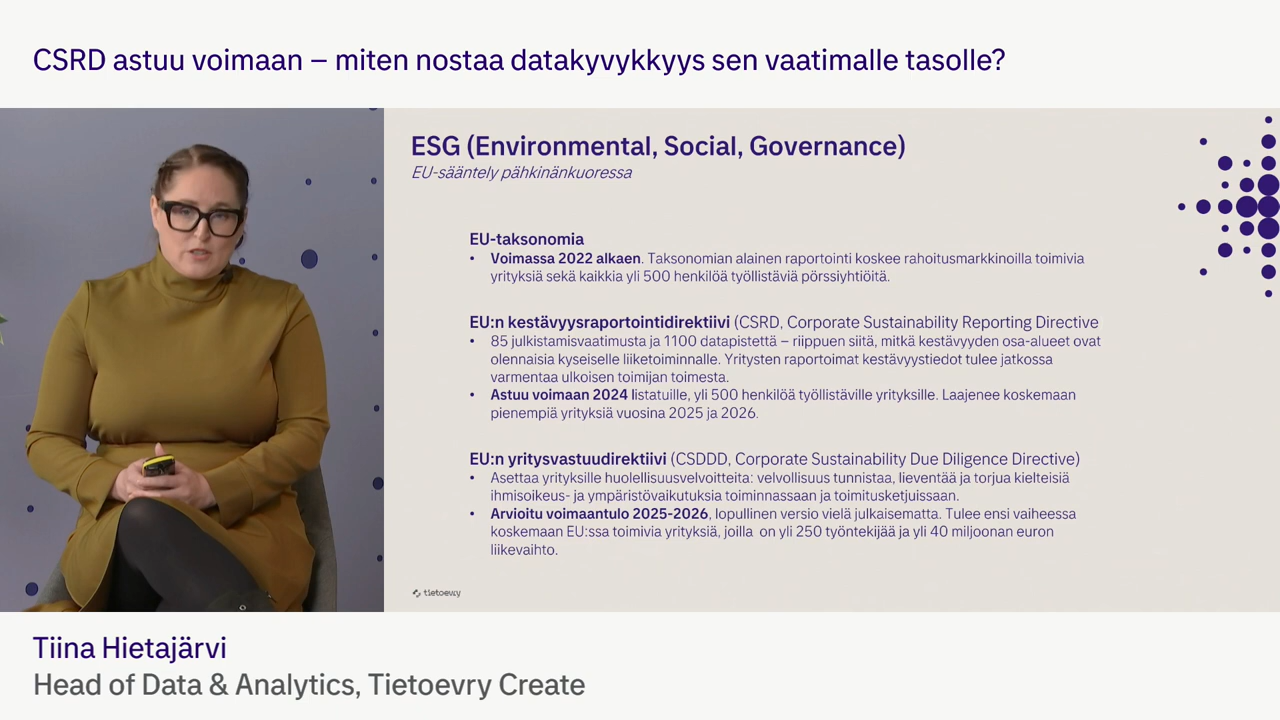 CSRD astuu voimaan – miten nostaa datakyvykkyys sen vaatimalle tasolle?
ESG (Environmental, Social, Governance)
EU-sääntely pähkinänkuoressa
EU-taksonomia
• Voimassa 2022 alkaen. Taksonomian alainen raportointi koskee rahoitusmarkkinoilla toimivia
yrityksiä sekä kaikkia yli 500 henkilöä työllistäviä pörssiyhtiöitä.
EU:n kestävyysraportointidirektiivi (CSRD, Corporate Sustainability Reporting Directive
• 85 julkistamisvaatimusta ja 1100 datapistettä – riippuen siitä, mitkä kestävyyden osa-alueet ovat
olennaisia kyseiselle liiketoiminnalle. Yritysten raportoimat kestävyystiedot tulee jatkossa
varmentaa ulkoisen toimijan toimesta.
• Astuu voimaan 2024 listatuille, yli 500 henkilöä työllistäville yrityksille. Laajenee koskemaan
pienempiä yrityksiä vuosina 2025 ja 2026.
EU:n yritysvastuudirektiivi (CSDDD, Corporate Sustainability Due Diligence Directive)
• Asettaa yrityksille huolellisuusvelvoitteita: velvollisuus tunnistaa, lieventää ja torjua kielteisiä
ihmisoikeus- ja ympäristövaikutuksia toiminnassaan ja toimitusketjuissaan.
• Arvioitu voimaantulo 2025-2026, lopullinen versio vielä julkaisematta. Tulee ensi vaiheessa
koskemaan EU:ssa toimivia yrityksiä, joilla on yli 250 työntekijää ja yli 40 miljoonan euron
liikevaihto.
tietoevry
Tiina Hietajärvi
Head of Data & Analytics, Tietoevry Create